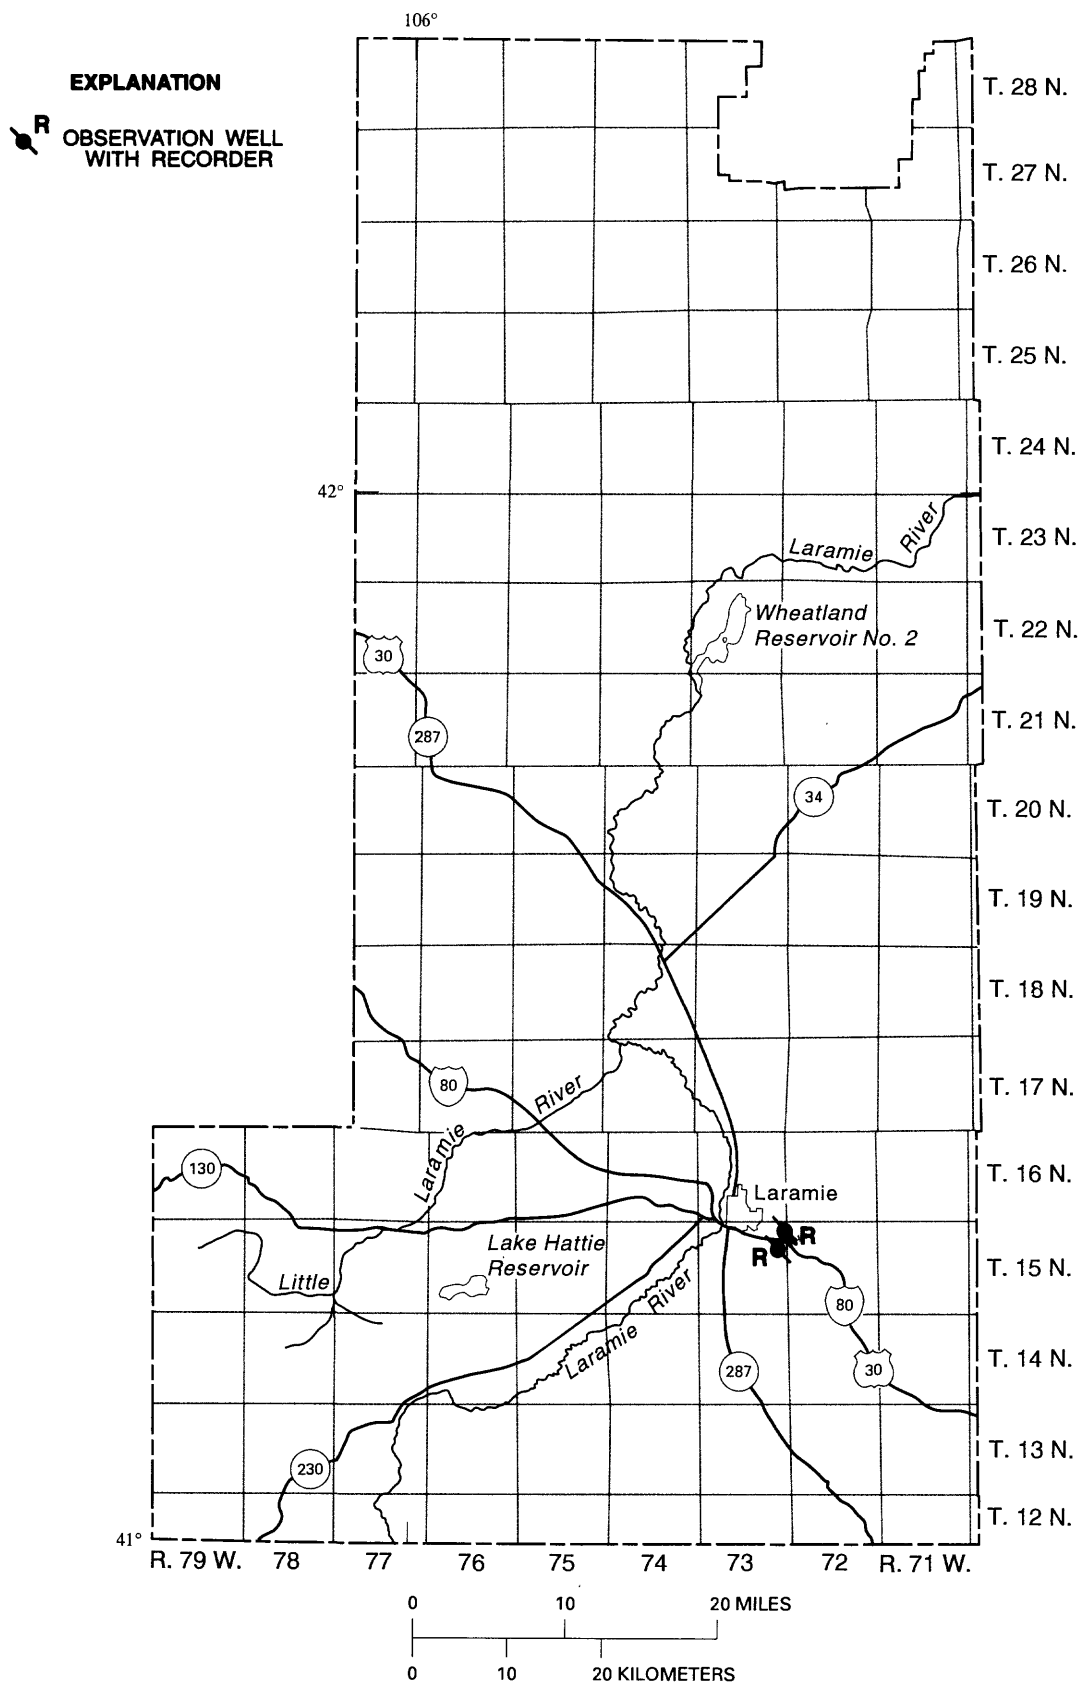 106°
EXPLANATION
R
OBSERVATION WELL
WITH RECORDER
T. 28 N.
T. 27 N.
T. 26 N.
T. 25 N.
T. 24 N.
42°
River
Laramie
T. 23 N.
Wheatland
Reservoir No. 2
T. 22 N.
30
287
T. 21 N.
34
T. 20 N.
T. 19 N.
T. 18 N.
80
River
T. 17 N.
Laramie
130
Laramie
T. 16 N.
Lake Hattie
Reservoir
R
R
Little
River
T. 15 N.
80
Laramie
287
30
T. 14 N.
230
T. 13 N.
T. 12 N.
41°
R. 79 W. 78 77 76 75 74 73 72 R. 71 W.
0 10 20 MILES
0 10 20 KILOMETERS